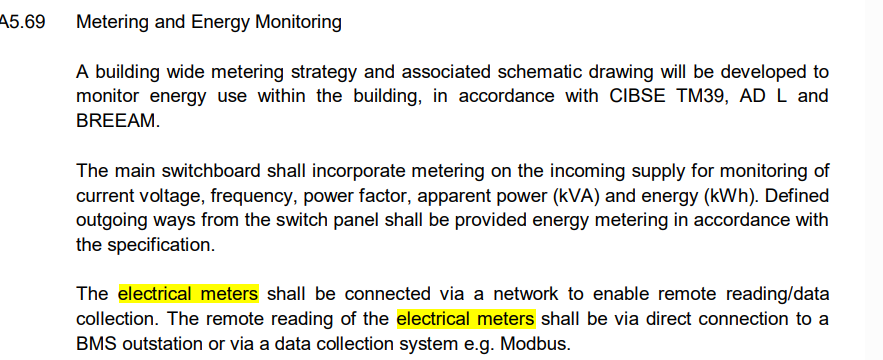 A5.69 Metering and Energy Monitoring
A building wide metering strategy and associated schematic drawing will be developed to
monitor energy use within the building, in accordance with CIBSE TM39, AD L and
BREEAM.
The main switchboard shall incorporate metering on the incoming supply for monitoring of
current voltage, frequency, power factor, apparent power (kVA) and energy (kWh). Defined
outgoing ways from the switch panel shall be provided energy metering in accordance with
the specification.
The electrical meters shall be connected via a network to enable remote reading/data
collection. The remote reading of the electrical meters shall be via direct connection to a
BMS outstation or via a data collection system e.g. Modbus.